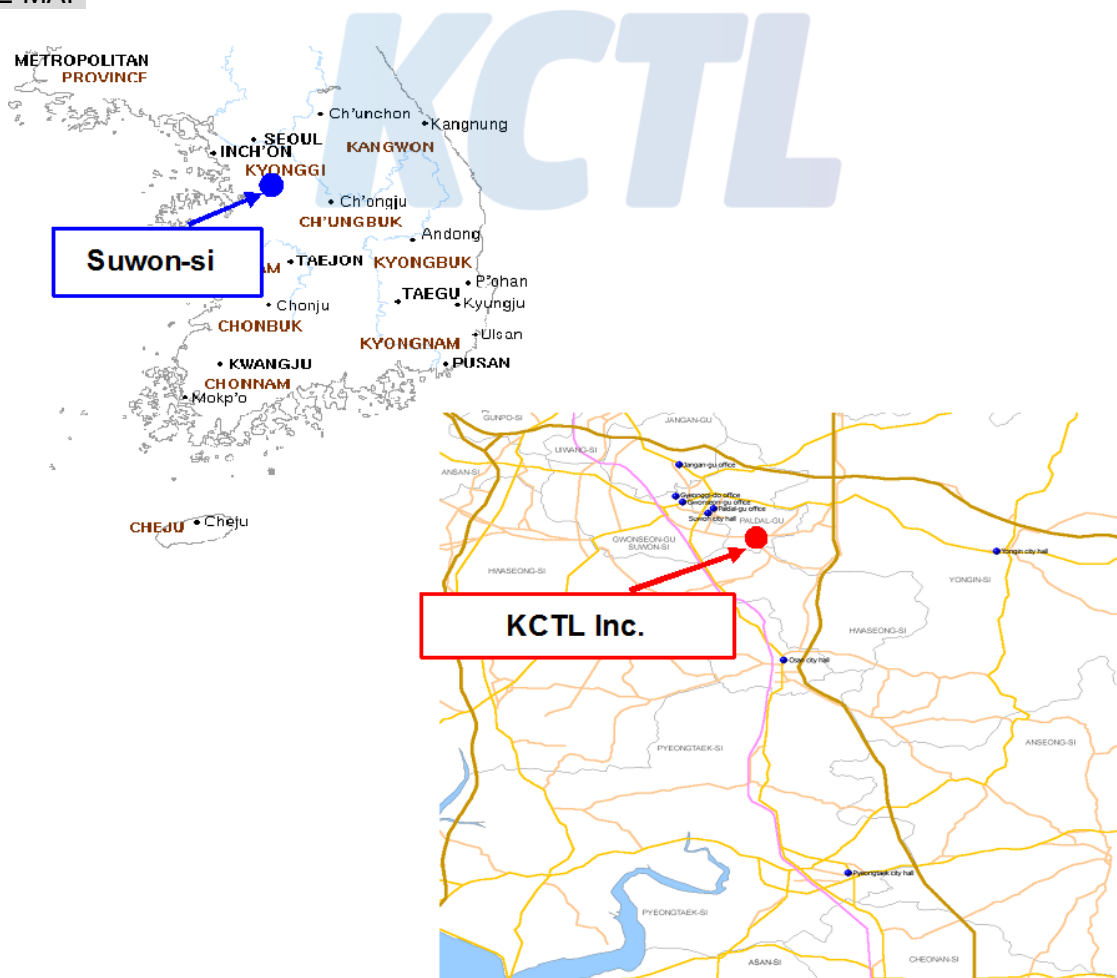 MAP
KCTL
METROPOLITAN
PROVINCE
Ch'unchon
Kangnung
SEOUL
INCH'ON
KANGWON
KYONGGI
Ch'ongju
CH'UNGBUK
Andong
Suwon-si
AM
TAEJON
KYONGBUK
P'ohan
TAEGU
Kyungju
Chonju
CHONBUK
Ulsan
KYONGNAM
KWANGJU
PUSAN
CHONNAM
Mokp'o
CHEJU
Cheju
GUNPO-SI
JANGAN-GU
UIWANG-SI
ANSAN-SI
Jangan-gu office
Gyeonggi-do office
Gwonseon-gu office
Paldal-gu office
Suwon city hall
PALDAL-GU
GWONSEON-GU
SUWON-SI
Yongin city hall
HWASEONG-SI
YONGIN-SI
KCTL Inc.
HWASEONG-SI
Osan city hall
PYEONGTAEK-SI
ANSEONG-SI
Pyeongtaek city hall
PYEONGTAEK-SI
ASAN-SI
CHEONAN-SI